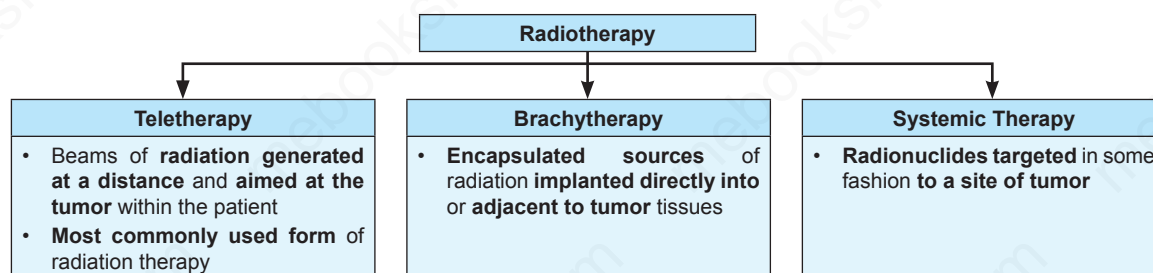 Radiotherapy
Teletherapy
• Beams of radiation generated
at a distance and aimed at the
tumor within the patient
• Most commonly used form of
radiation therapy
Brachytherapy
• Encapsulated sources of
radiation implanted directly into
or adjacent to tumor tissues
Systemic Therapy
• Radionuclides targeted in some
fashion to a site of tumor